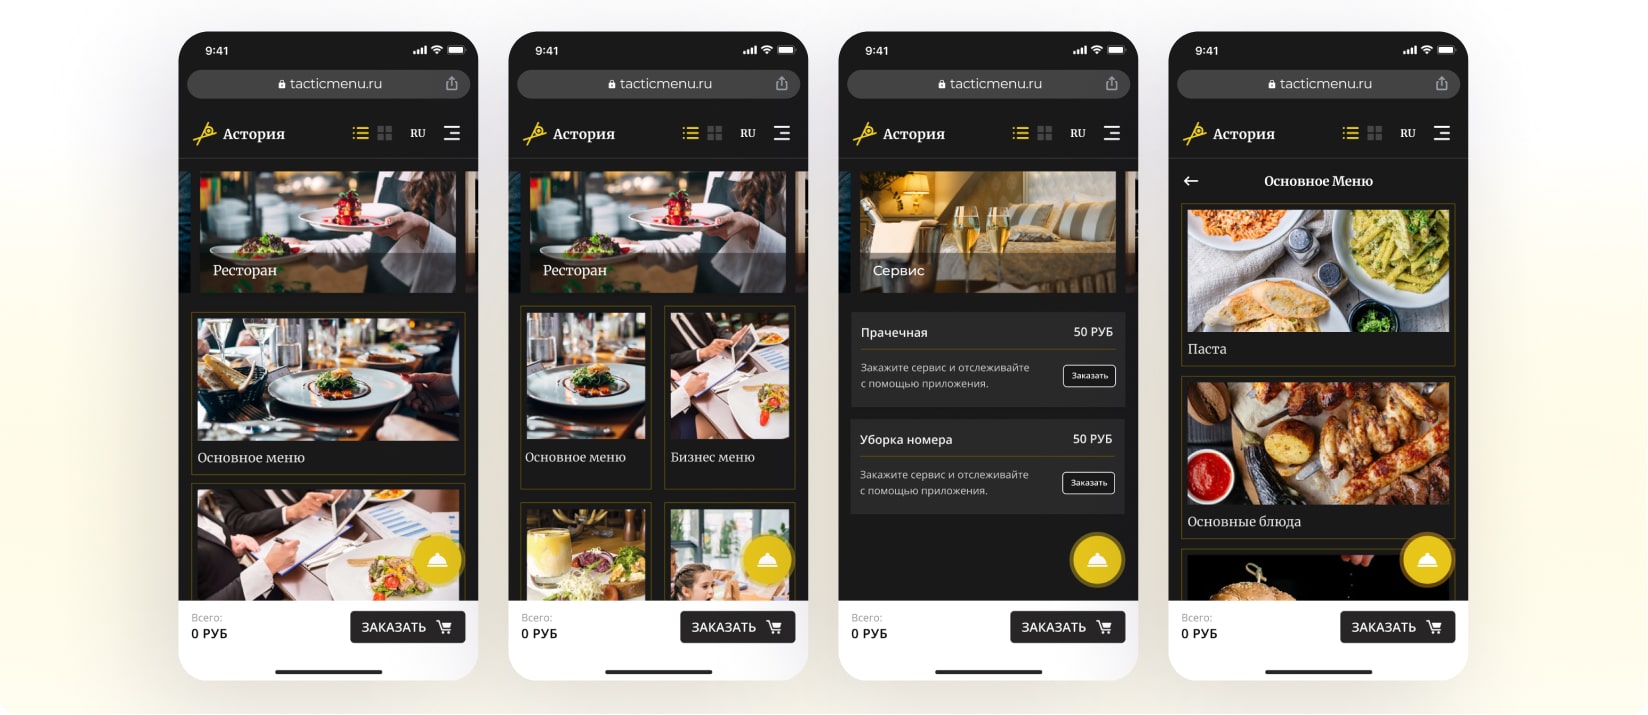 9:41
tacticmenu.ru
Астория
RU
Ресторан
Основное меню
Всего:
0 РУБ
ЗАКАЗАТЬ
9:41
tacticmenu.ru
Астория
RU
Ресторан
Основное меню
Бизнес меню
Всего:
0 РУБ
ЗАКАЗАТЬ
9:41
tacticmenu.ru
Астория
RU
Сервис
Прачечная
50 РУБ
Закажите сервис и отслеживайте
с помощью приложения.
Заказать
Уборка номера
50 РУБ
Закажите сервис и отслеживайте
с помощью приложения.
Заказать
Всего:
0 РУБ
ЗАКАЗАТЬ
9:41
tacticmenu.ru
Астория
RU
Основное Меню
Паста
Основные блюда
Всего:
0 РУБ
ЗАКАЗАТЬ